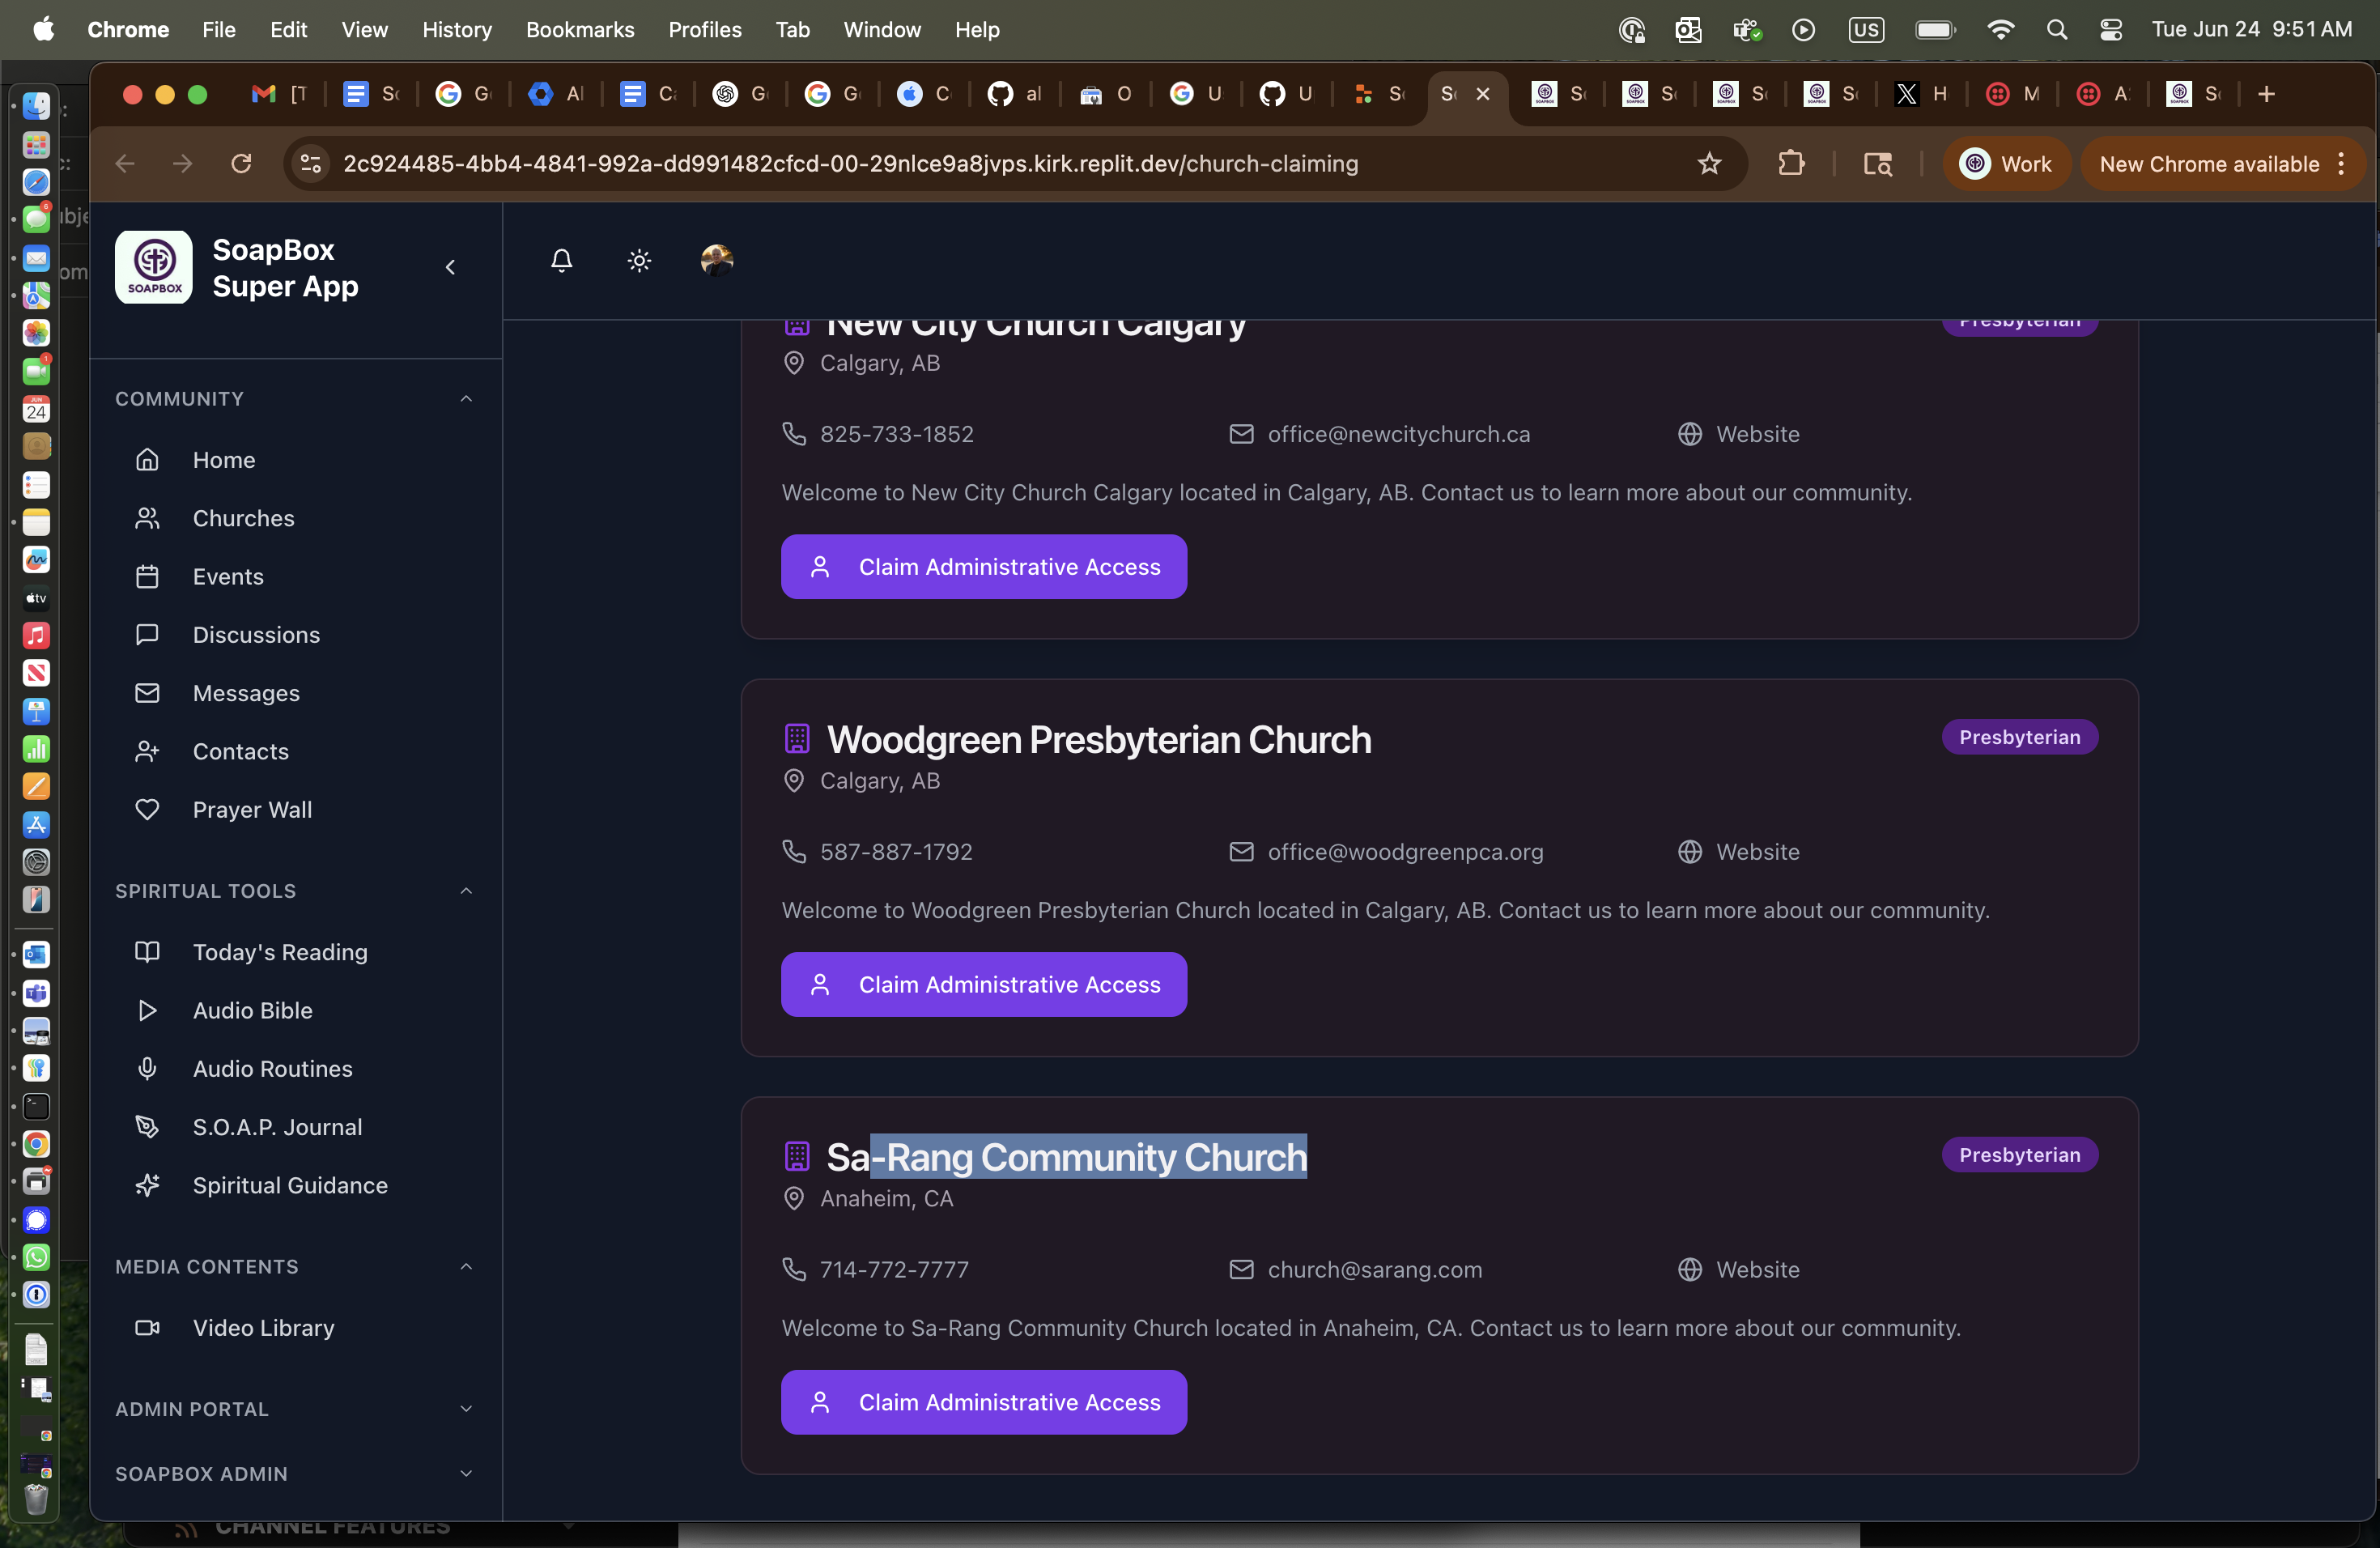 Chrome File Edit View History Bookmarks Profiles Tab Window Help
US Tue Jun 24 9:51 AM
[T Sc G Al C G G C al O U U S S S S S S H M A S
2c924485-4bb4-4841-992a-dd991482cfcd-00-29nlce9a8jvps.kirk.replit.dev/church-claiming
Work
New Chrome available
SOAPBOX
SoapBox
Super App
COMMUNITY
Home
Churches
Events
Discussions
Messages
Contacts
Prayer Wall
SPIRITUAL TOOLS
Today's Reading
Audio Bible
Audio Routines
S.O.A.P. Journal
Spiritual Guidance
MEDIA CONTENTS
Video Library
ADMIN PORTAL
SOAPBOX ADMIN
New City Church Calgary
Presbyterian
Calgary, AB
825-733-1852 office@newcitychurch.ca Website
Welcome to New City Church Calgary located in Calgary, AB. Contact us to learn more about our community.
Claim Administrative Access
Woodgreen Presbyterian Church
Presbyterian
Calgary, AB
587-887-1792 office@woodgreenpca.org Website
Welcome to Woodgreen Presbyterian Church located in Calgary, AB. Contact us to learn more about our community.
Claim Administrative Access
Sa-Rang Community Church
Presbyterian
Anaheim, CA
714-772-7777 church@sarang.com Website
Welcome to Sa-Rang Community Church located in Anaheim, CA. Contact us to learn more about our community.
Claim Administrative Access
CHANNEL FEATURES
JUN
24
tv